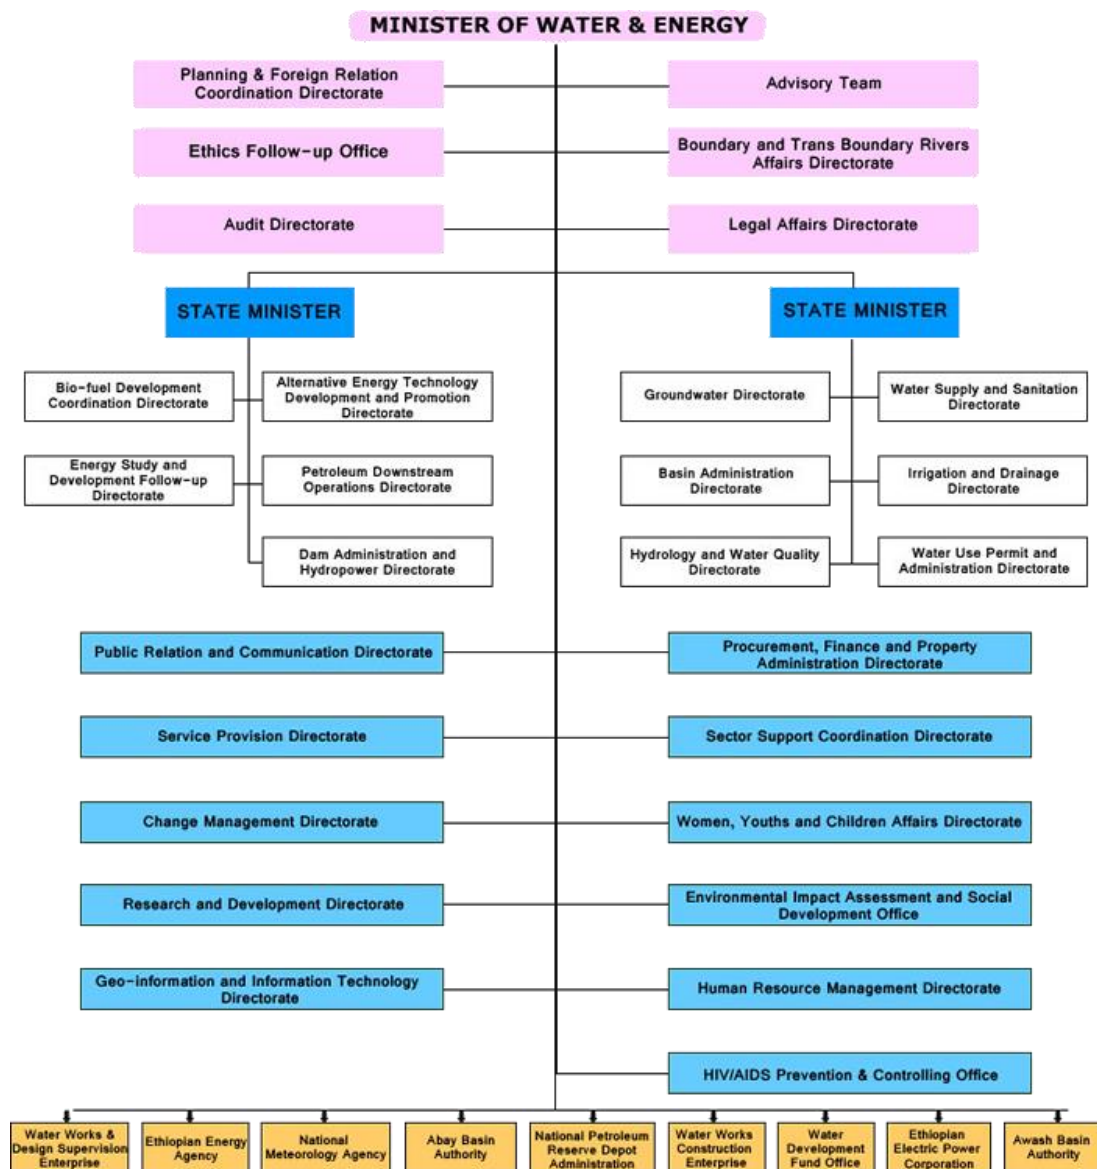 MINISTER OF WATER & ENERGY
Planning & Foreign Relation
Coordination Directorate
Advisory Team
Ethics Follow-up Office
Boundary and Trans Boundary Rivers
Affairs Directorate
Audit Directorate
Legal Affairs Directorate
STATE MINISTER
STATE MINISTER
Bio-fuel Development
Coordination Directorate
Alternative Energy Technology
Development and Promotion
Directorate
Groundwater Directorate
Water Supply and Sanitation
Directorate
Energy Study and
Development Follow-up
Directorate
Petroleum Downstream
Operations Directorate
Basin Administration
Directorate
Irrigation and Drainage
Directorate
Dam Administration and
Hydropower Directorate
Hydrology and Water Quality
Directorate
Water Use Permit and
Administration Directorate
Public Relation and Communication Directorate
Procurement, Finance and Property
Administration Directorate
Service Provision Directorate
Sector Support Coordination Directorate
Change Management Directorate
Women, Youths and Children Affairs Directorate
Research and Development Directorate
Environmental Impact Assessment and Social
Development Office
Geo-information and Information Technology
Directorate
Human Resource Management Directorate
HIV/AIDS Prevention & Controlling Office
Water Works &
Design Supervision
Enterprise
Ethiopian Energy
Agency
National
Meteorology Agency
Abay Basin
Authority
National Petroleum
Reserve Depot
Administration
Water Works
Construction
Enterprise
Water
Development
Fund Office
Ethiopian
Electric Power
Corporation
Awash Basin
Authority